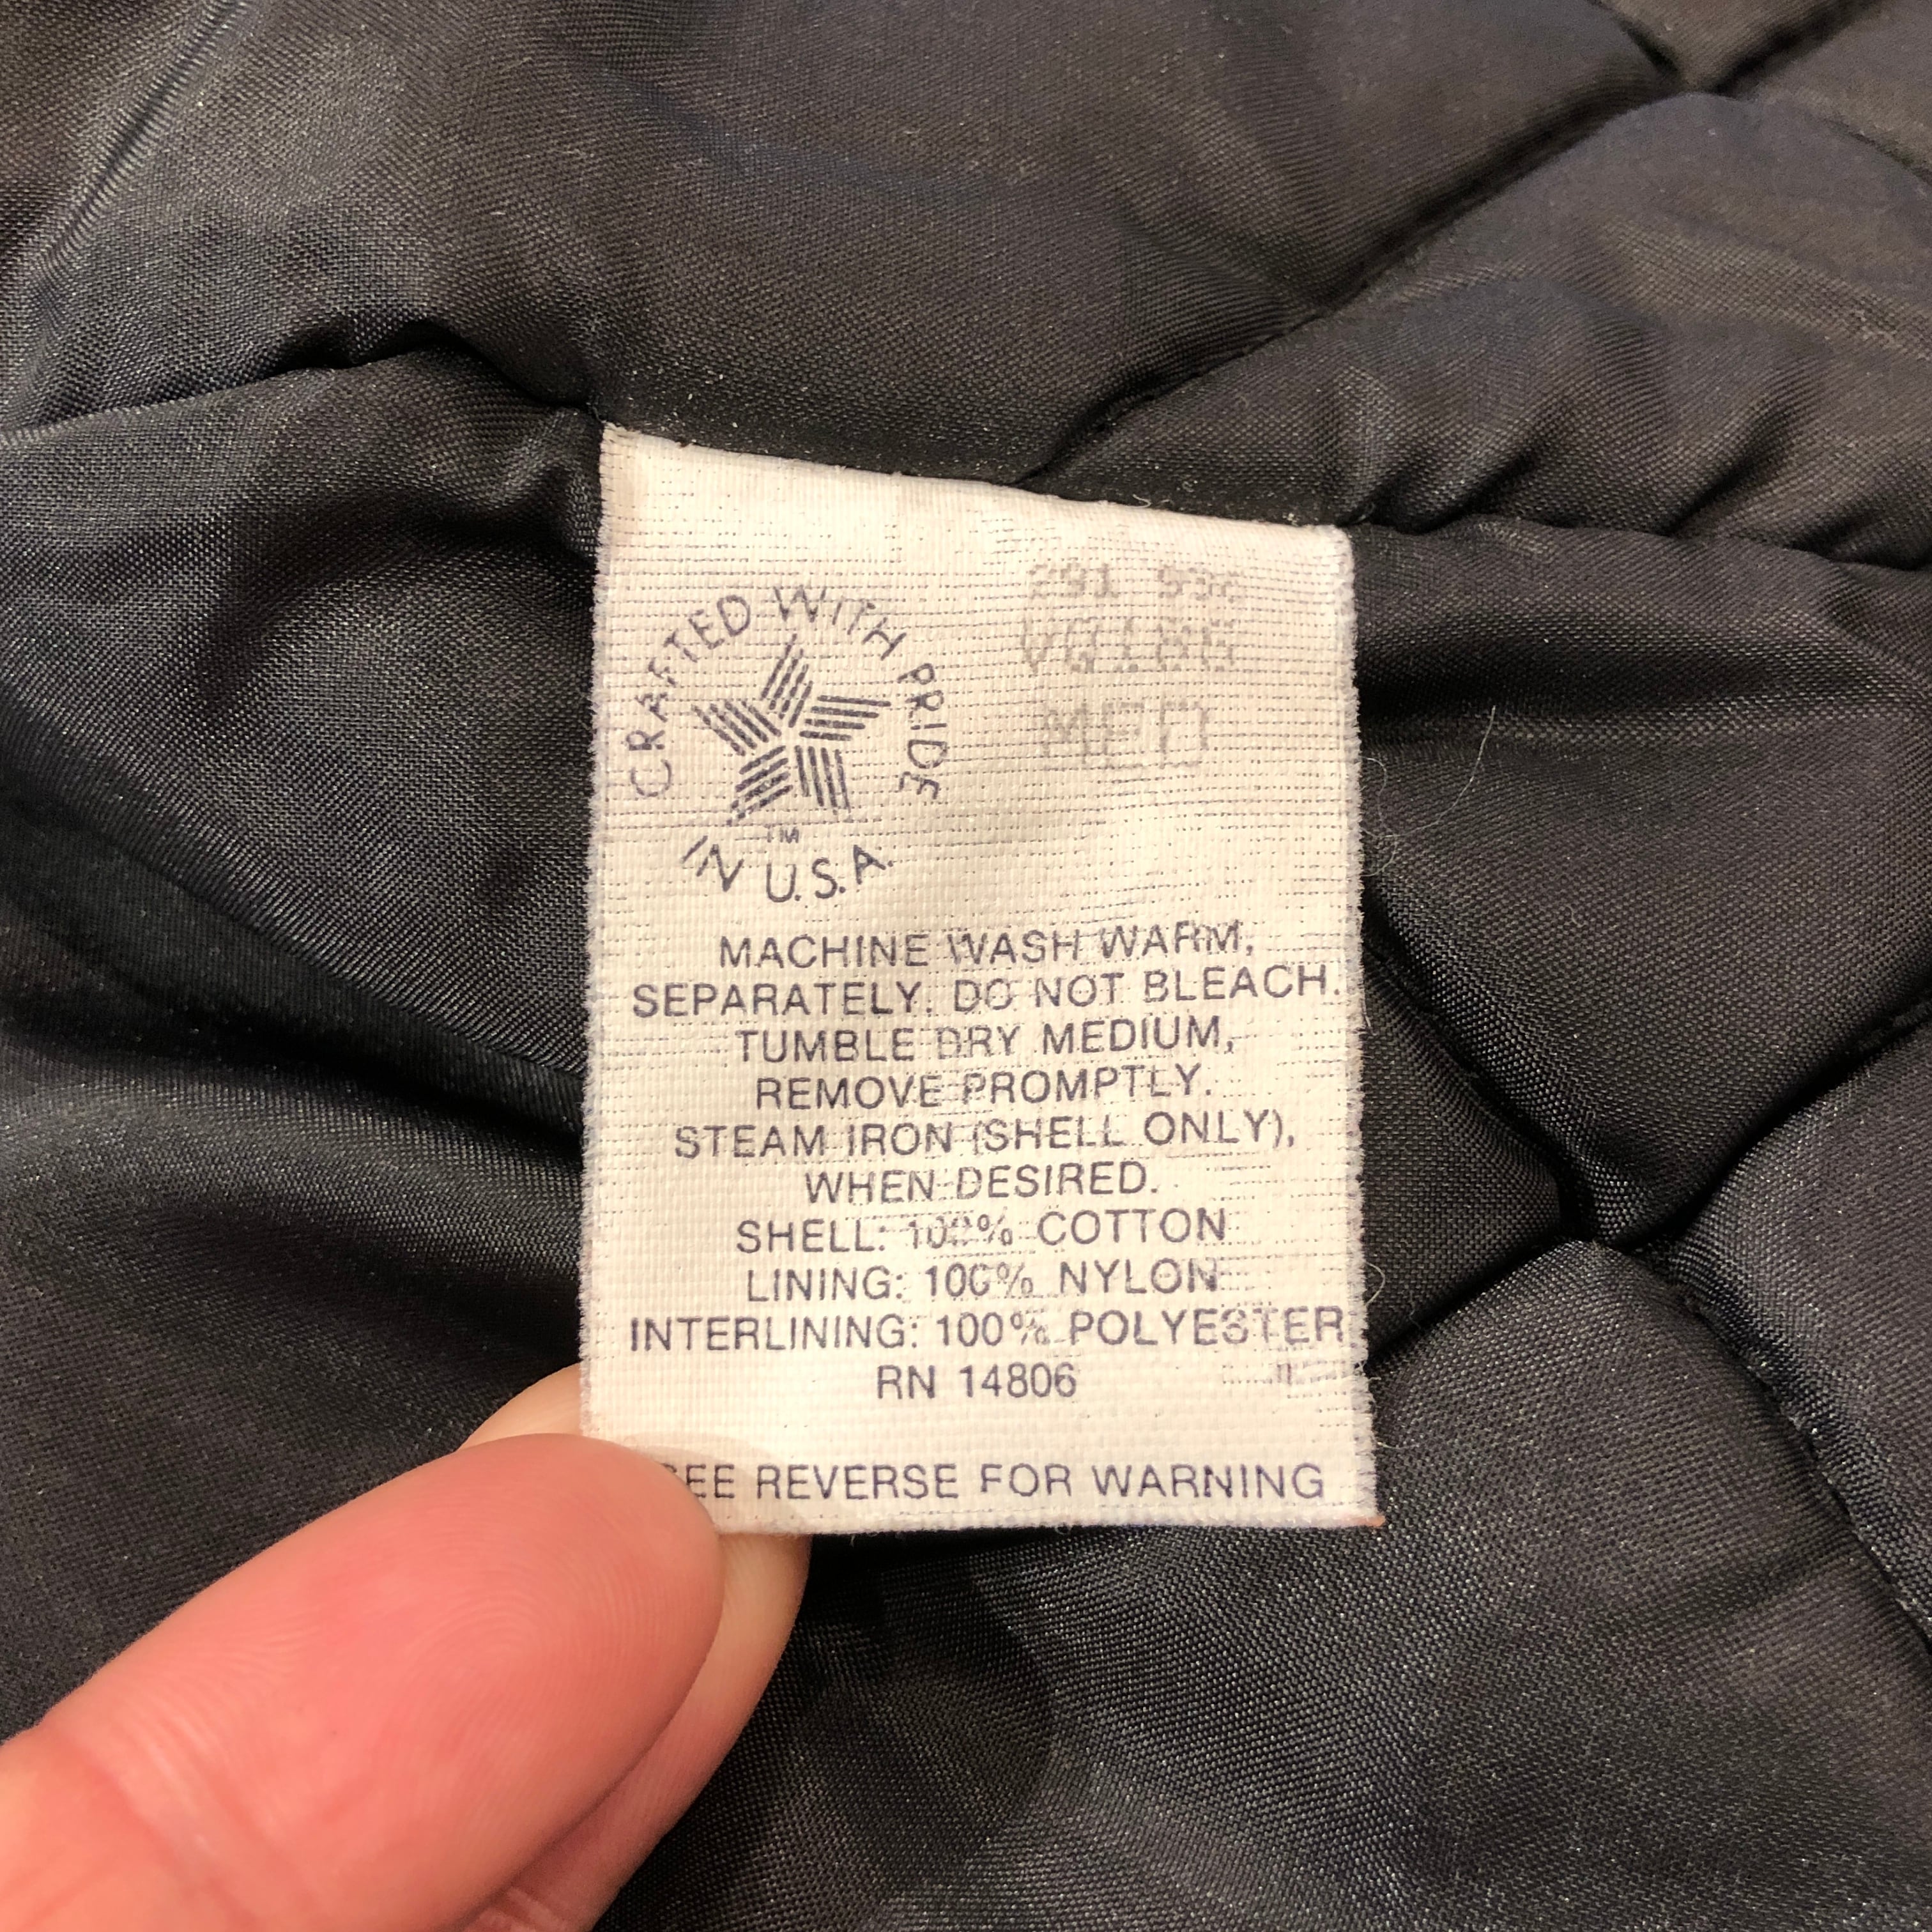 CRAFTED WITH PRIDE
TM
IN U.S.A.
291
MED
MACHINE WASH WARM,
SEPARATELY. DO NOT BLEACH.
TUMBLE DRY MEDIUM,
REMOVE PROMPTLY.
STEAM IRON (SHELL ONLY),
WHEN DESIRED.
SHELL: 100% COTTON
LINING: 100% NYLON
INTERLINING: 100% POLYESTER
RN 14806
SEE REVERSE FOR WARNING